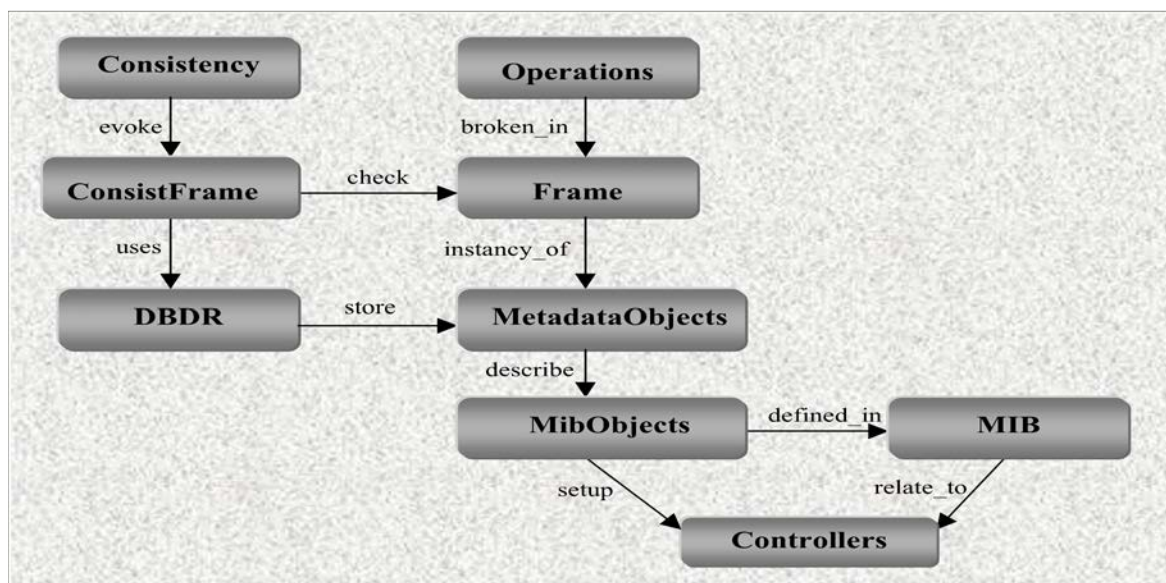 Consistency
Operations
evoke
broken_in
ConsistFrame
check
Frame
uses
instancy_of
DBDR
store
MetadataObjects
describe
MibObjects
defined_in
MIB
setup
relate_to
Controllers